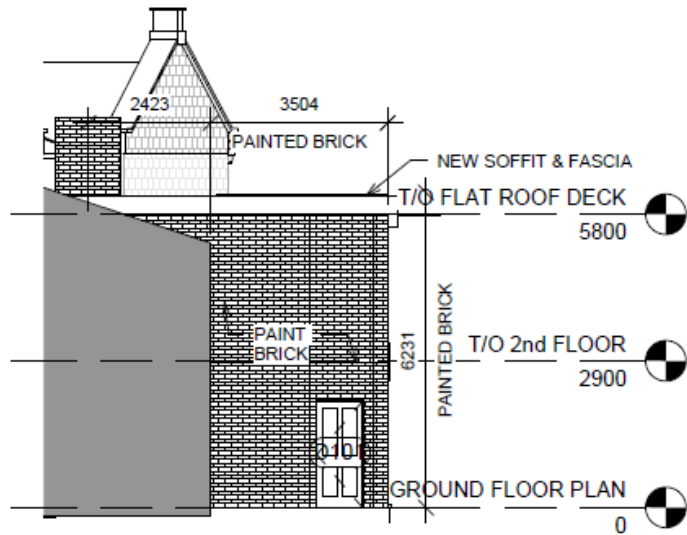 2423
3504
PAINTED BRICK
NEW SOFFIT & FASCIA
T/O FLAT ROOF DECK
5800
PAINT
BRICK
6231
PAINTED BRICK
T/O 2nd FLOOR
2900
D101
GROUND FLOOR PLAN
0